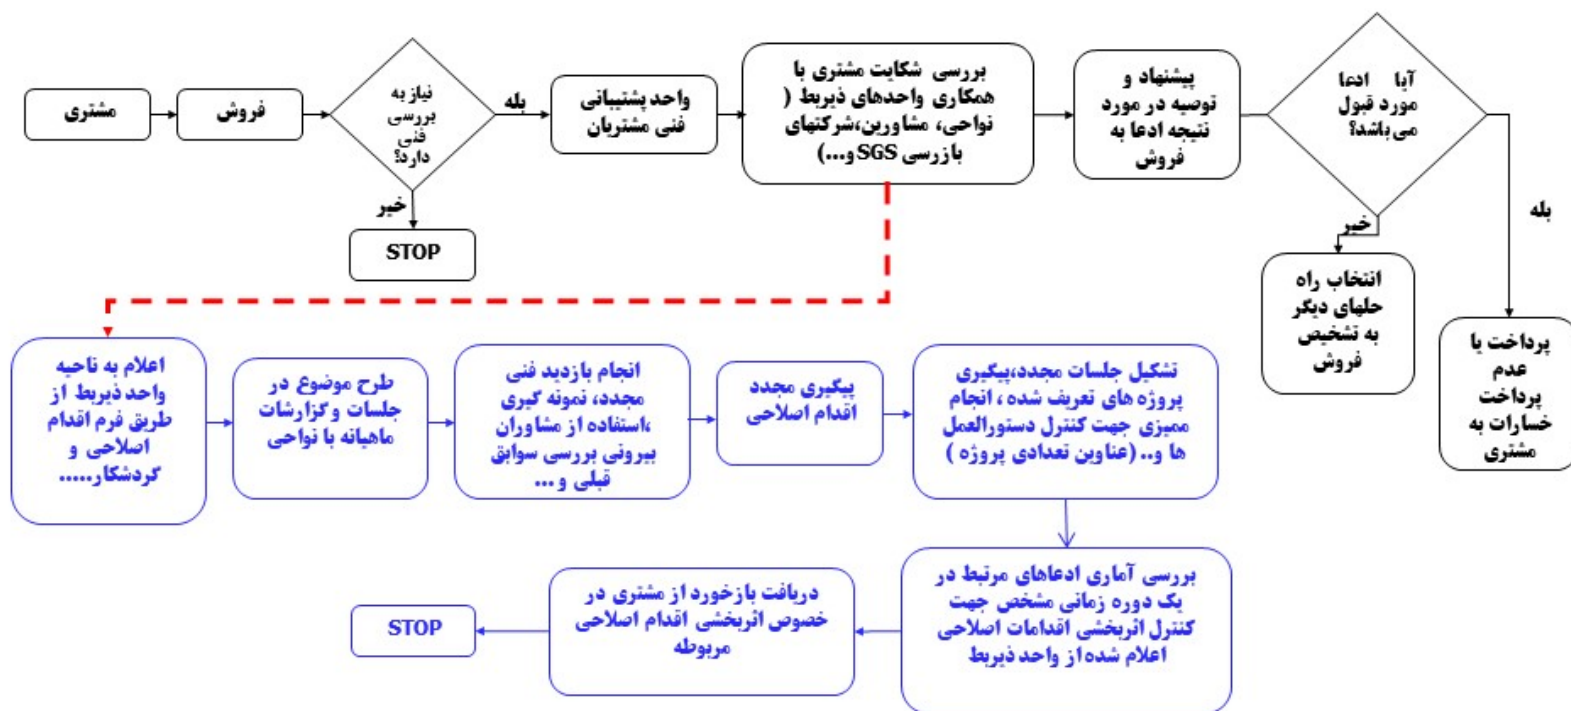 مشتری
فروش
نیاز به
بررسی
فنی
دارد؟
بله
خیر
STOP
واحد پشتیبانی
فنی مشتریان
بررسی شکایت مشتری با
همکاری واحدهای ذیربط (
نواحی، مشاورین،شرکتهای
بازرسی SGS و...)
پیشنهاد و
توصیه در مورد
نتیجه ادعا به
فروش
آیا ادعا
مورد قبول
می باشد؟
خیر
بله
انتخاب راه
حلهای دیگر
به تشخیص
فروش
پرداخت یا
عدم
پرداخت
خسارات به
مشتری
اعلام به ناحیه
واحد ذیربط از
طریق فرم اقدام
اصلاحی و
گردشکار.....
طرح موضوع در
جلسات وگزارشات
ماهیانه با نواحی
انجام بازدید فنی
مجدد، نمونه گیری
،استفاده از مشاوران
بیرونی بررسی سوابق
قبلی و ...
پیگیری مجدد
اقدام اصلاحی
تشکیل جلسات مجدد،پیگیری
پروژه های تعریف شده ، انجام
ممیزی جهت کنترل دستورالعمل
ها و.. (عناوین تعدادی پروژه )
بررسی آماری ادعاهای مرتبط در
یک دوره زمانی مشخص جهت
کنترل اثربخشی اقدامات اصلاحی
اعلام شده از واحد ذیربط
دریافت بازخورد از مشتری در
خصوص اثربخشی اقدام اصلاحی
مربوطه
STOP